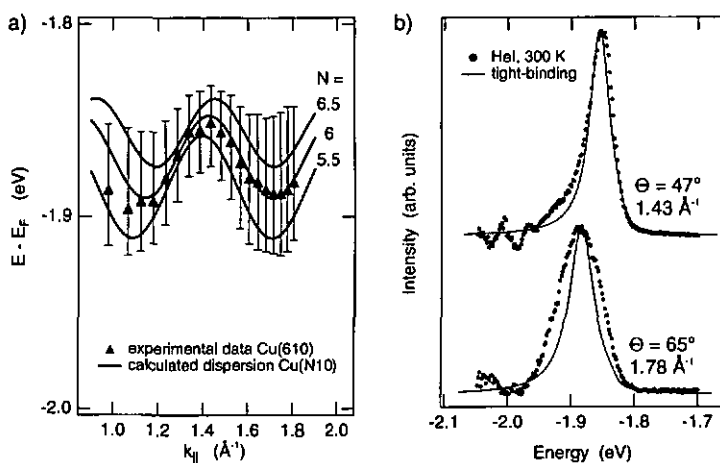 a)
-1.8
-1.9
-2.0
E - E_F (eV)
N =
6.5
6
5.5
▲ experimental data Cu(610)
— calculated dispersion Cu(N10)
1.0 1.2 1.4 1.6 1.8 2.0
k_|| (Å⁻¹)
b)
Intensity (arb. units)
● HeI, 300 K
— tight-binding
Θ = 47°
1.43 Å⁻¹
Θ = 65°
1.78 Å⁻¹
-2.1 -2.0 -1.9 -1.8 -1.7
Energy (eV)